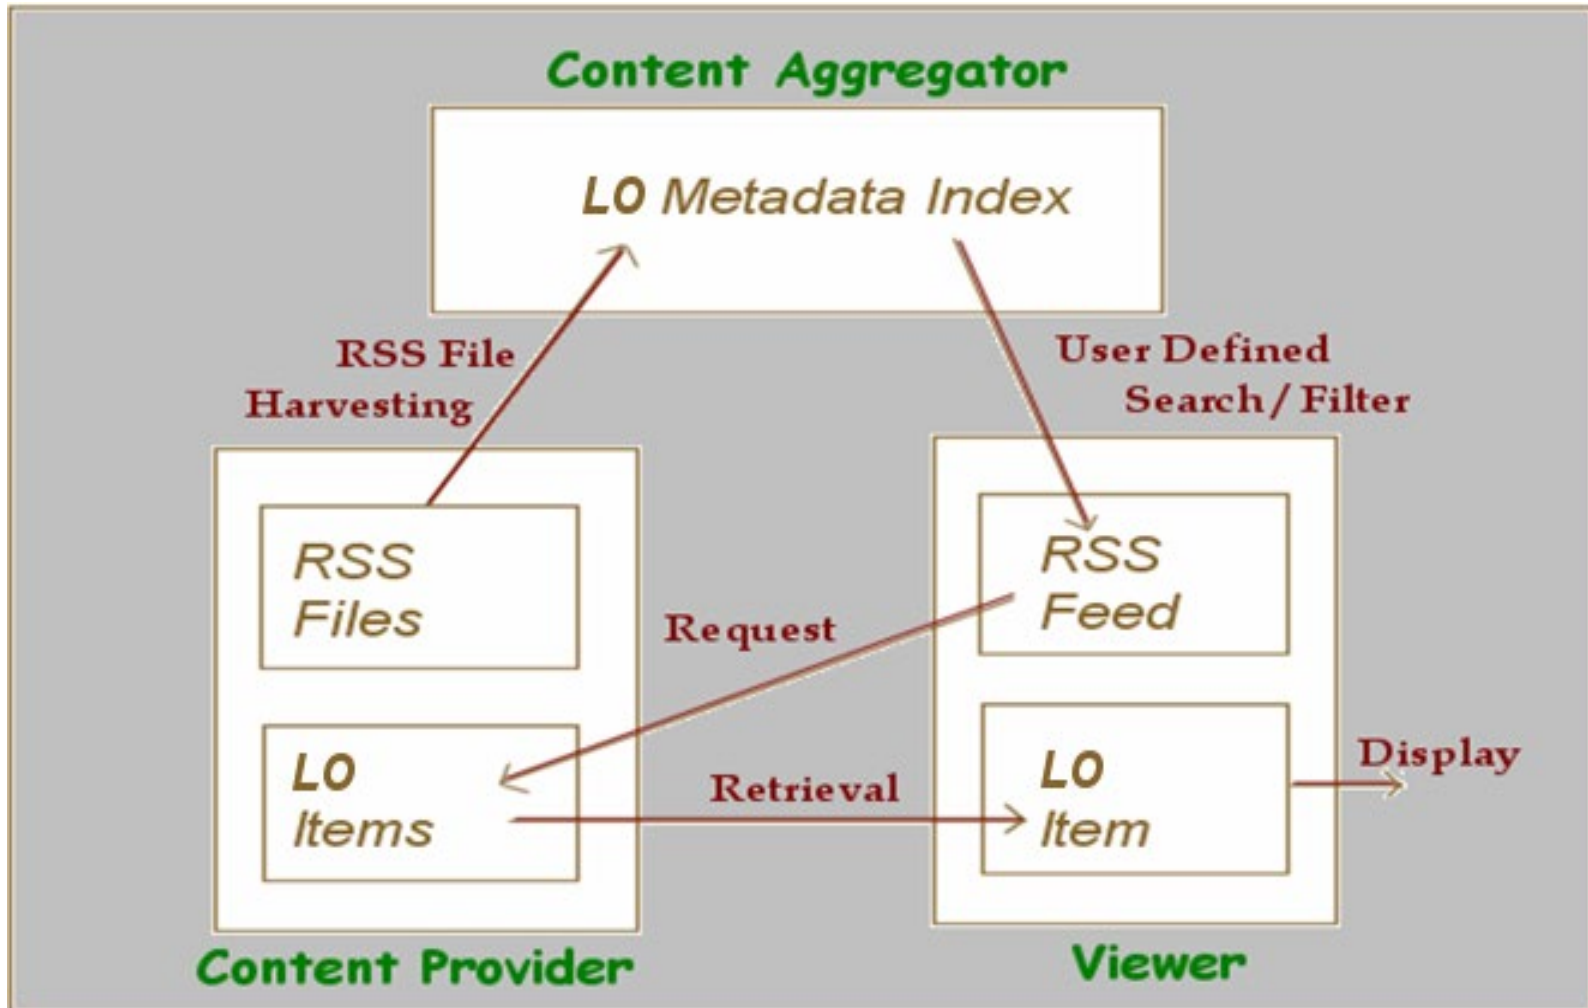 Content Aggregator
LO Metadata Index
RSS File
Harvesting
User Defined
Search / Filter
RSS
Files
RSS
Feed
Request
LO
Items
Retrieval
LO
Item
Display
Content Provider
Viewer